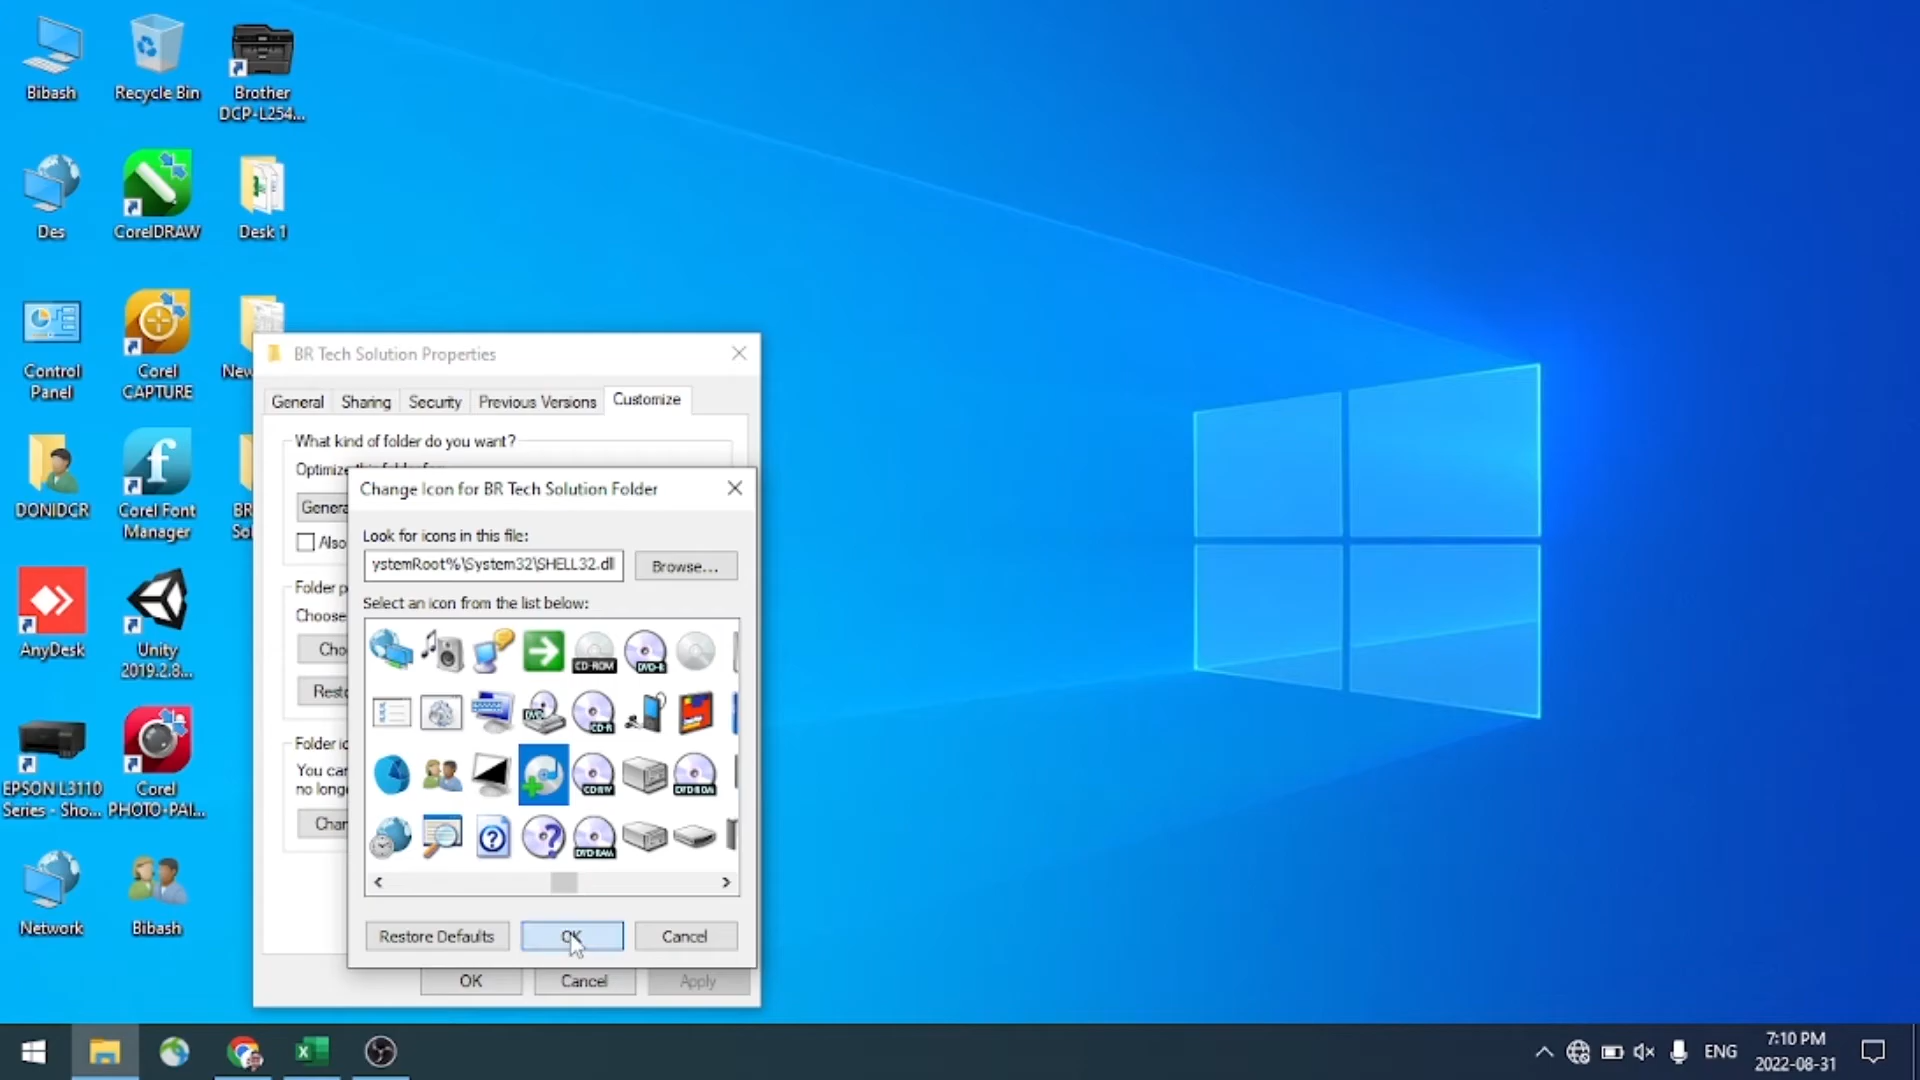 Bibash
Recycle Bin
Brother
DCP-L254...
Des
CorelDRAW
Desk 1
Control
Panel
Corel
CAPTURE
New
DONIDCR
Corel Font
Manager
BR
Sol
AnyDesk
Unity
2019.2.8...
EPSON L3110
Series - Sho...
Corel
PHOTO-PAI...
Network
Bibash
BR Tech Solution Properties
General
Sharing
Security
Previous Versions
Customize
What kind of folder do you want?
Optimize this folder for:
Genera
Also
Folder p
Choose
Cho
Resto
Folder ic
You can
no longe
Chan
Change Icon for BR Tech Solution Folder
Look for icons in this file:
ystemRoot%\System32\SHELL32.dll
Browse...
Select an icon from the list below:
CD-ROM
DVD-R
DVD
CD-R
CD-RW
DVD-ROM
DVD-RAM
Restore Defaults
OK
Cancel
OK
Cancel
Apply
ENG
7:10 PM
2022-08-31